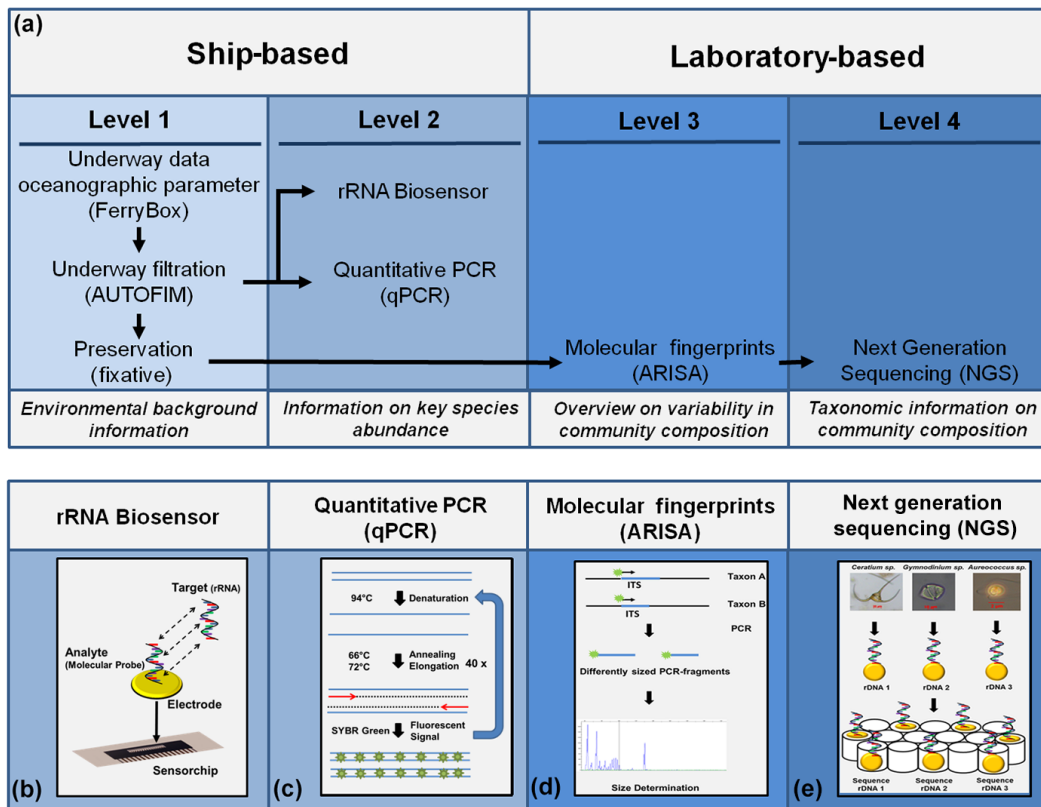 (a)
Ship-based
Laboratory-based
Level 1
Level 2
Level 3
Level 4
Underway data
oceanographic parameter
(FerryBox)
Underway filtration
(AUTOFIM)
Preservation
(fixative)
rRNA Biosensor
Quantitative PCR
(qPCR)
Molecular fingerprints
(ARISA)
Next Generation
Sequencing (NGS)
Environmental background
information
Information on key species
abundance
Overview on variability in
community composition
Taxonomic information on
community composition
rRNA Biosensor
Target (rRNA)
Analyte
(Molecular Probe)
Electrode
Sensorchip
(b)
Quantitative PCR
(qPCR)
94°C
Denaturation
66°C
72°C
Annealing
Elongation
40 x
SYBR Green
Fluorescent
Signal
(c)
Molecular fingerprints
(ARISA)
Taxon A
ITS
Taxon B
ITS
PCR
Differently sized PCR-fragments
Size Determination
(d)
Next generation
sequencing (NGS)
Ceratium sp.
Gymnodinium sp.
Aureococcus sp.
rDNA 1
rDNA 2
rDNA 3
Sequence
rDNA 1
Sequence
rDNA 2
Sequence
rDNA 3
(e)